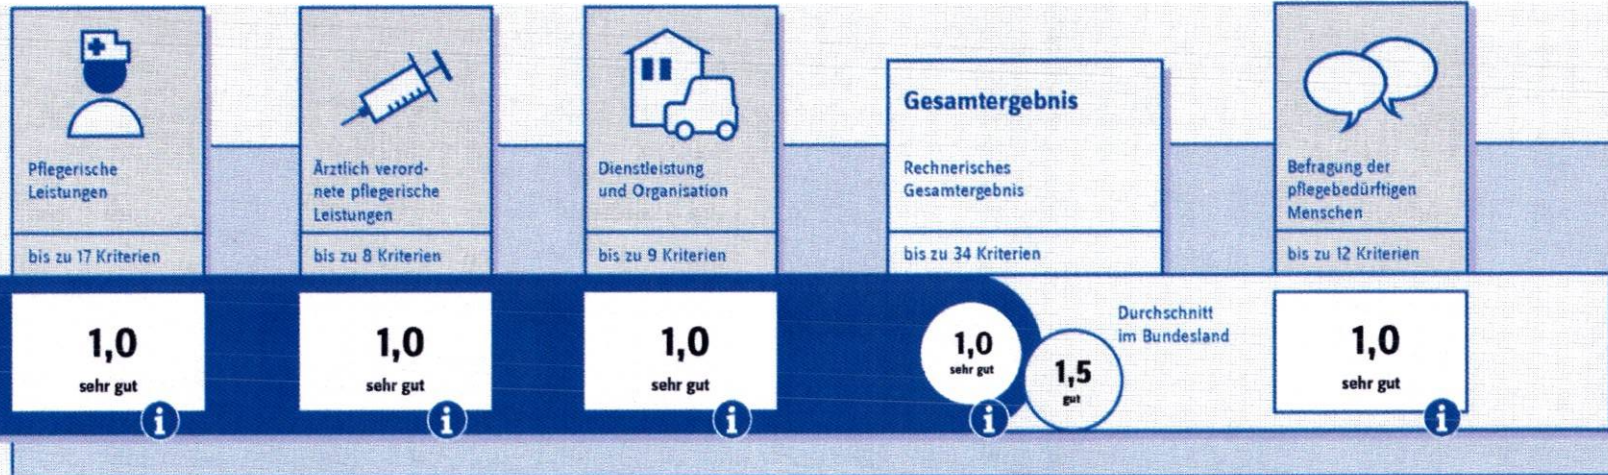 Pflegerische
Leistungen
bis zu 17 Kriterien
1,0
sehr gut
i
Ärztlich verord-
nete pflegerische
Leistungen
bis zu 8 Kriterien
1,0
sehr gut
i
Dienstleistung
und Organisation
bis zu 9 Kriterien
1,0
sehr gut
i
Gesamtergebnis
Rechnerisches
Gesamtergebnis
bis zu 34 Kriterien
1,0
sehr gut
i
Durchschnitt
im Bundesland
1,5
gut
Befragung der
pflegebedürftigen
Menschen
bis zu 12 Kriterien
1,0
sehr gut
i